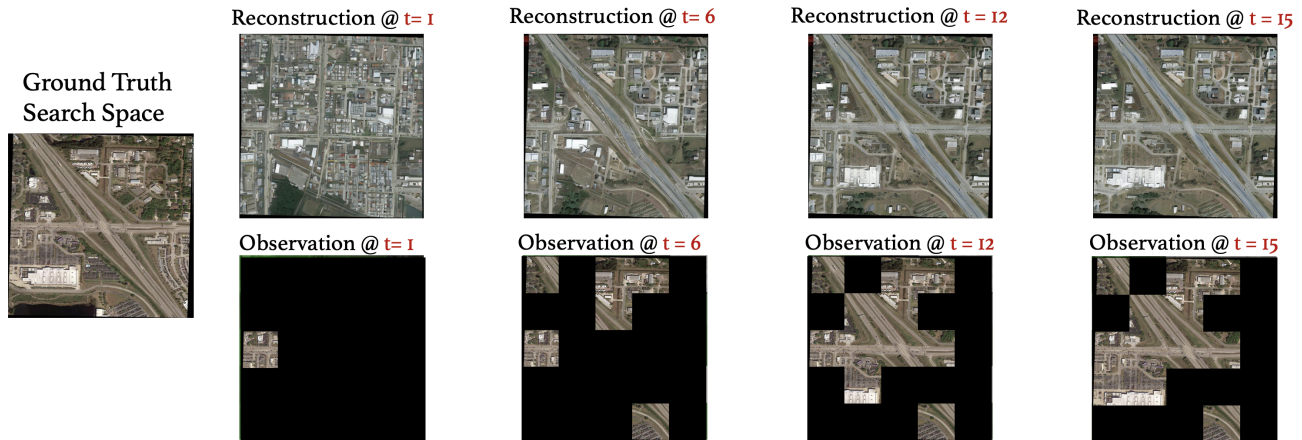 Reconstruction @ t= 1
Reconstruction @ t= 6
Reconstruction @ t = 12
Reconstruction @ t = 15
Ground Truth
Search Space
Observation @ t= 1
Observation @ t = 6
Observation @ t = 12
Observation @ t = 15